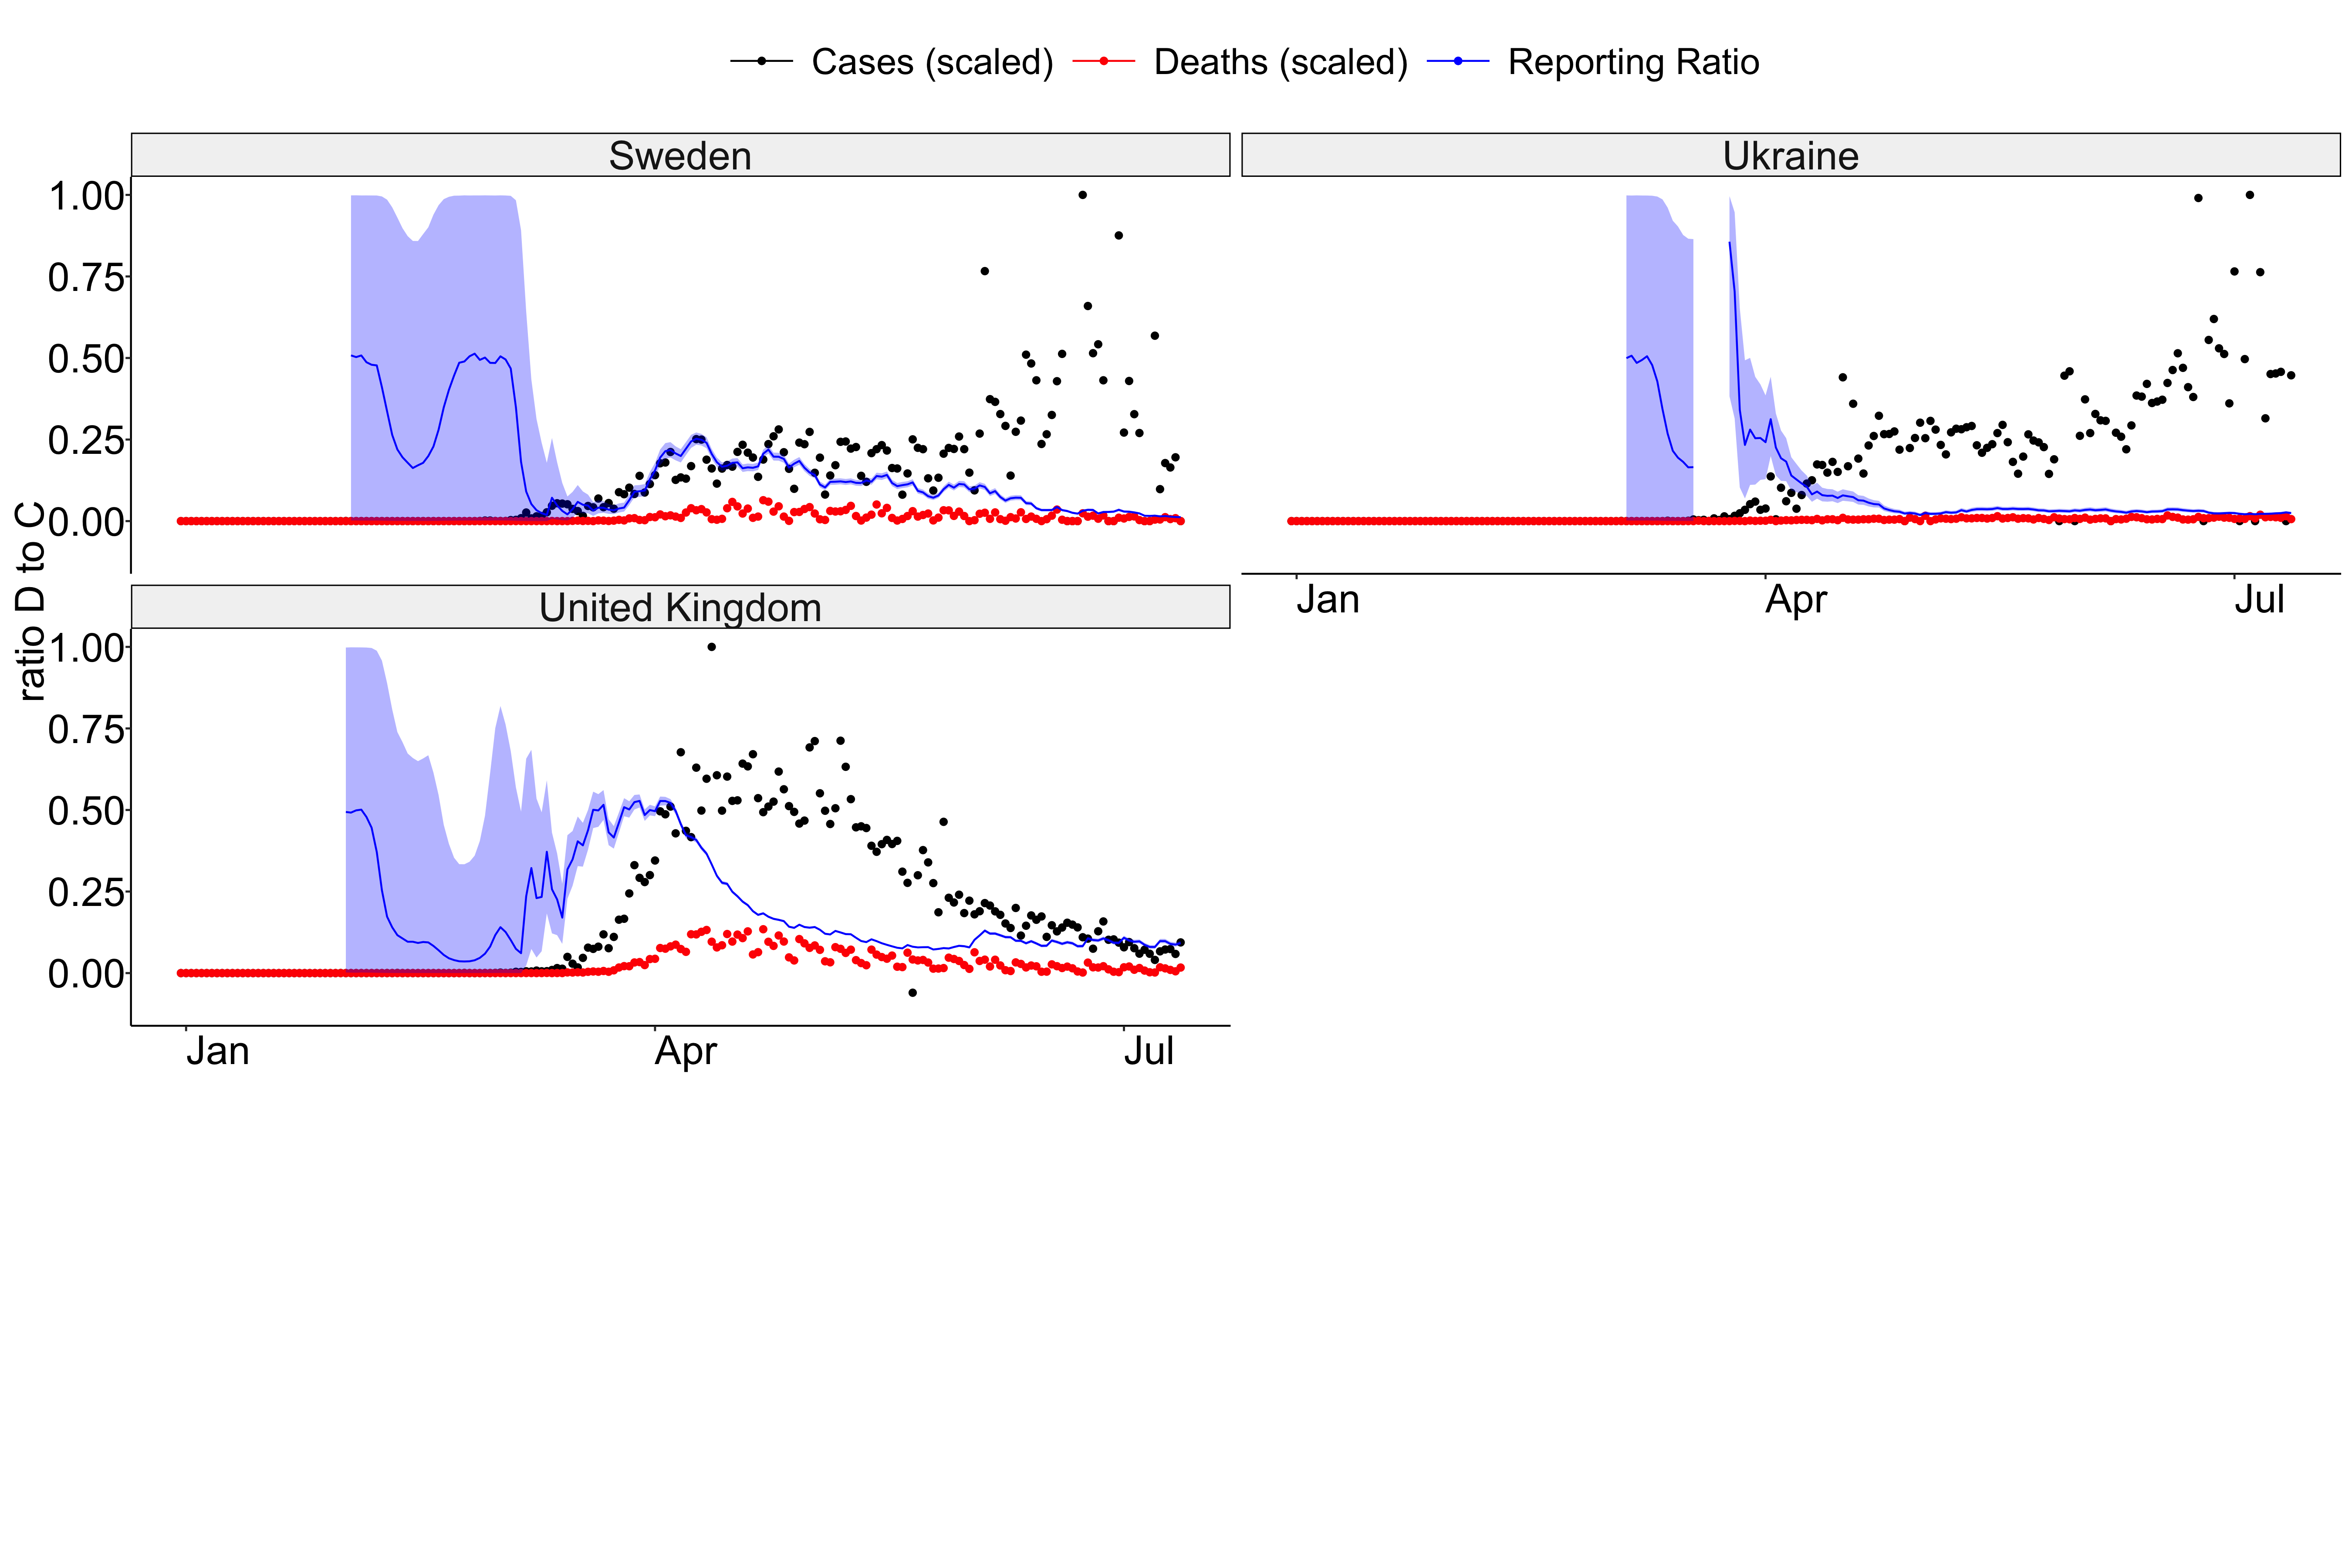 Cases (scaled) Deaths (scaled) Reporting Ratio
Sweden
Ukraine
1.00
0.75
0.50
0.25
0.00
Jan Apr Jul
ratio D to C
United Kingdom
1.00
0.75
0.50
0.25
0.00
Jan Apr Jul